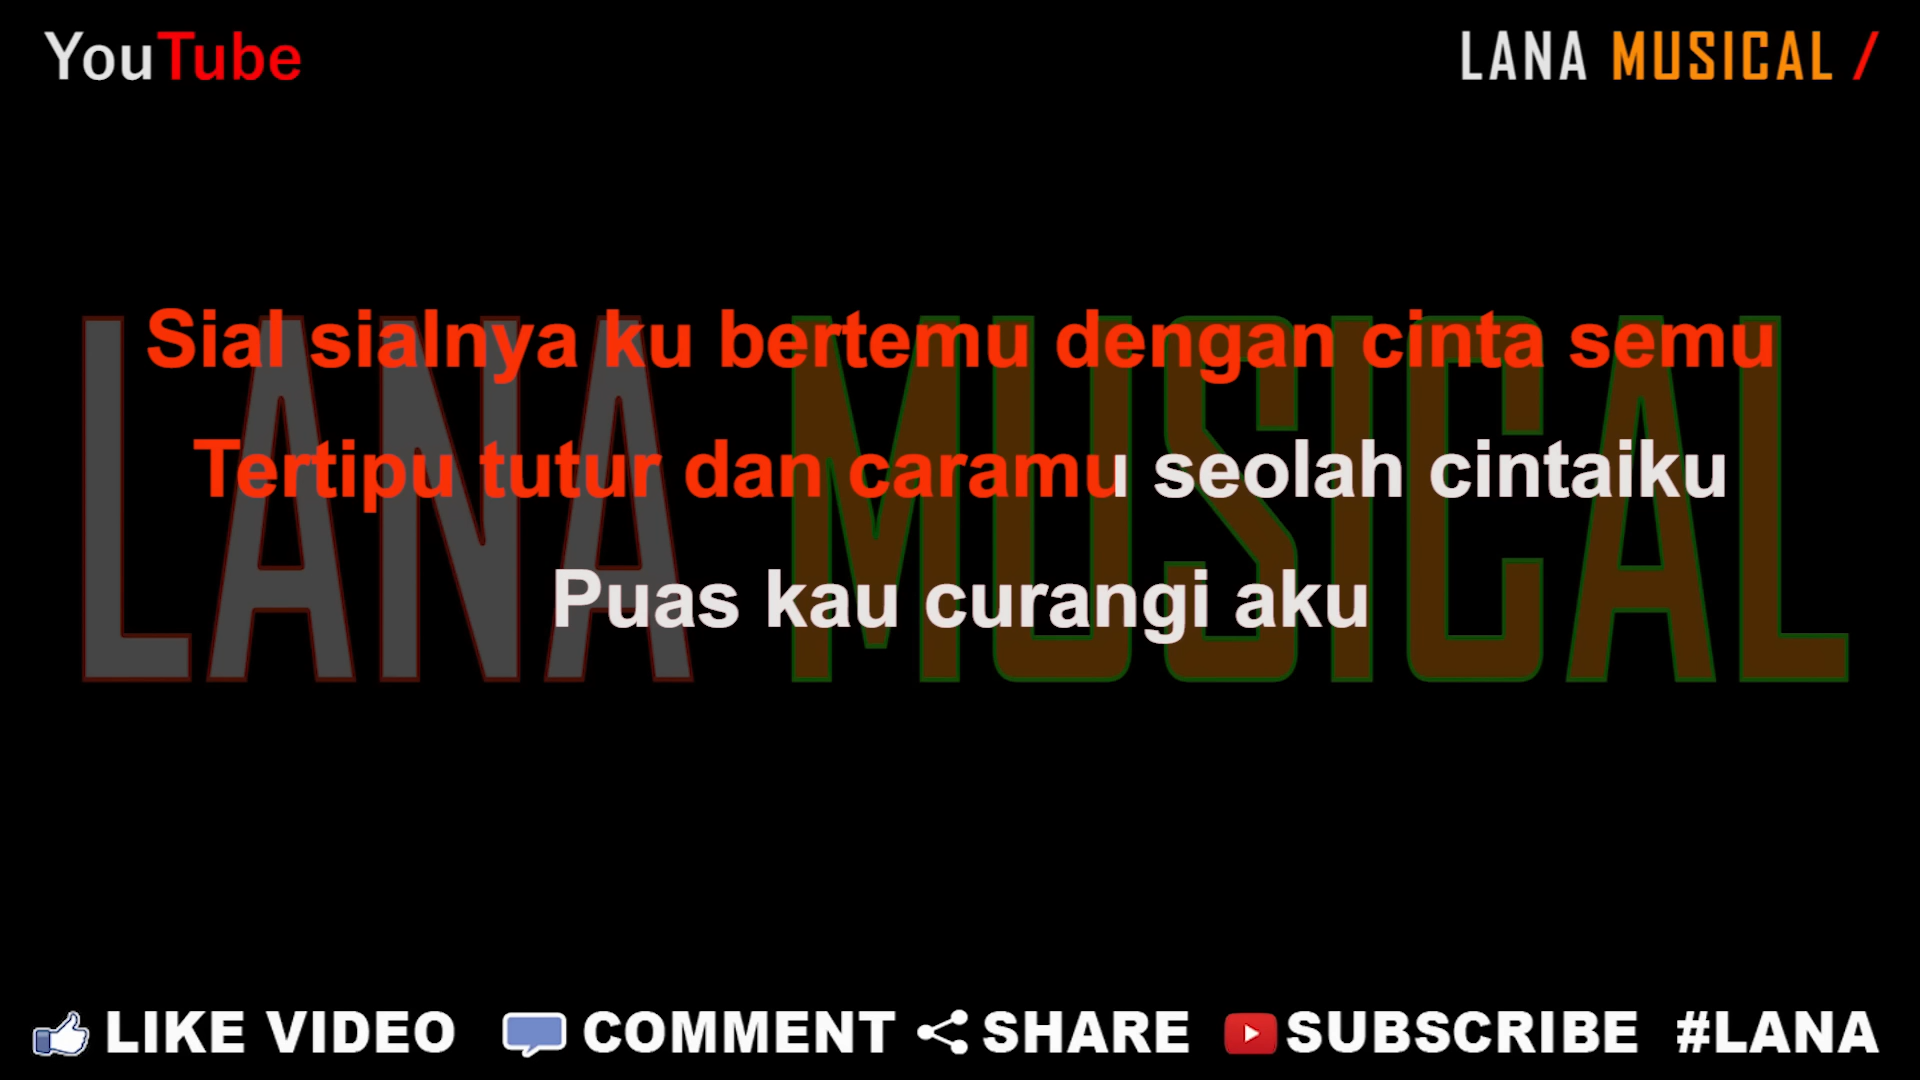 YouTube
LANA MUSICAL /
LANA MUSICAL
Sial sialnya ku bertemu dengan cinta semu
Tertipu tutur dan caramu seolah cintaiku
Puas kau curangi aku
LIKE VIDEO COMMENT SHARE SUBSCRIBE #LANA